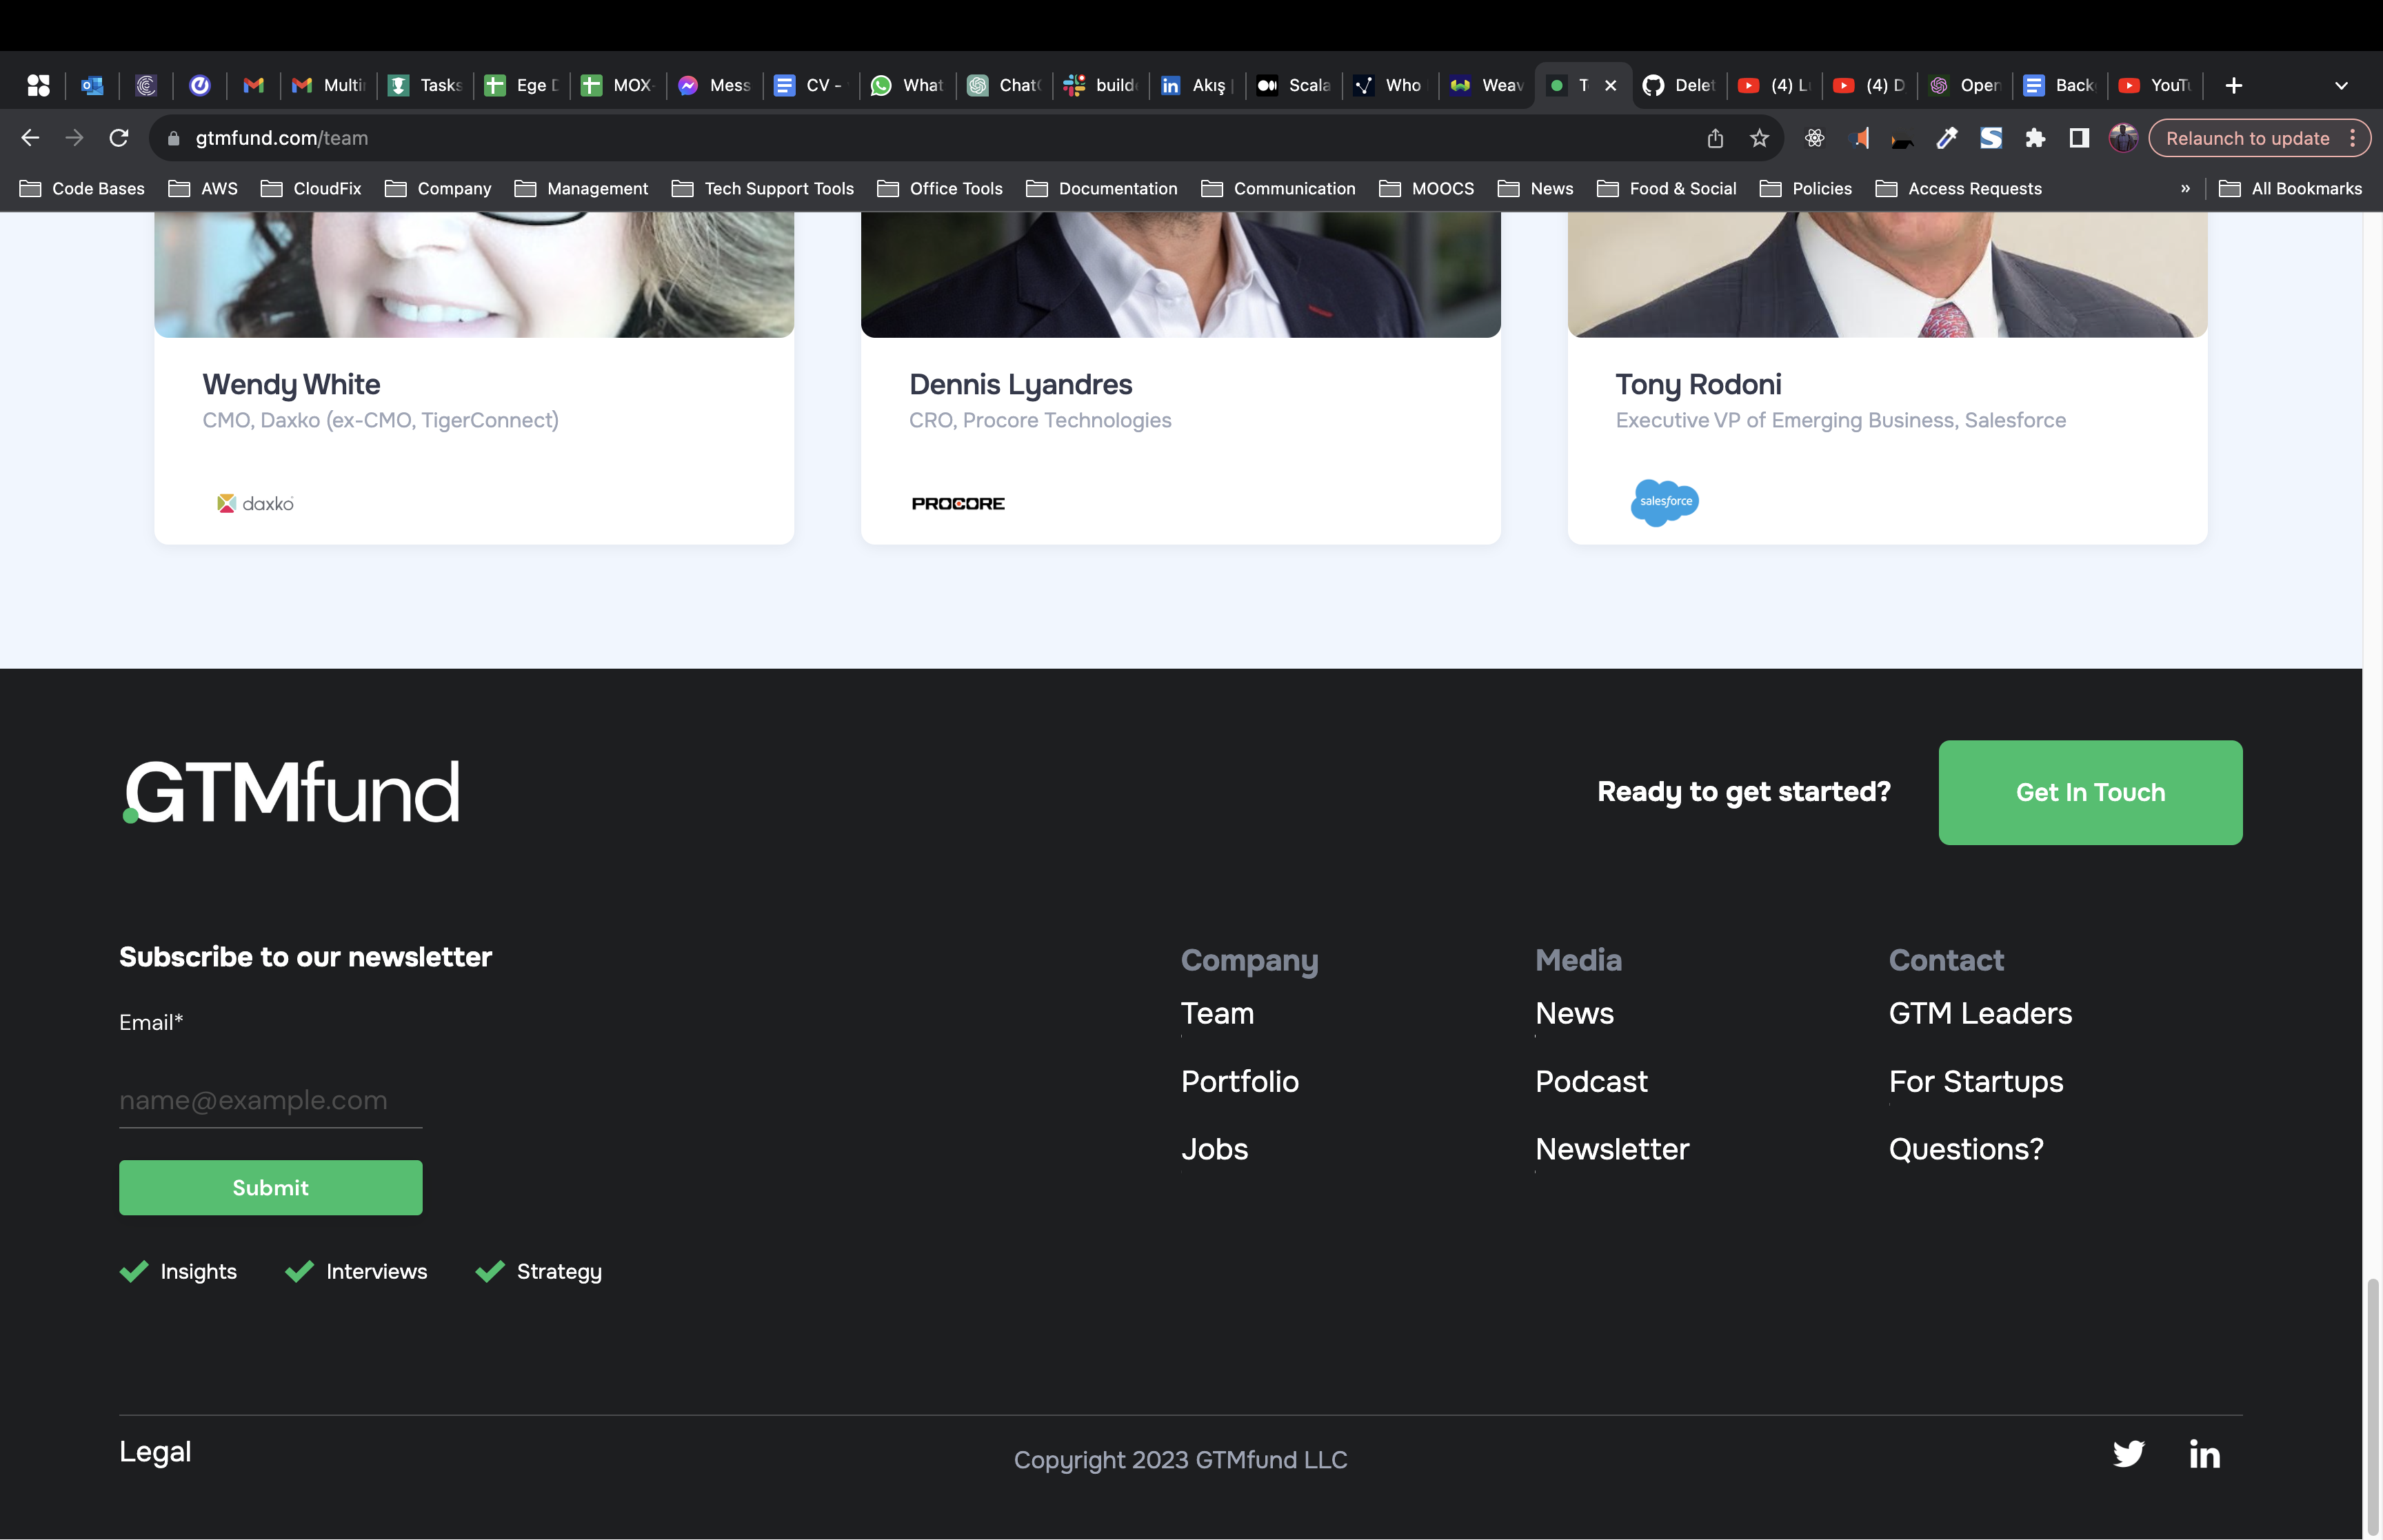 Multi
Tasks
Ege D
MOX-
Mess
CV -
What
Chat
builde
Akış
Scala
Who
Weav
T
Delet
(4) L
(4) D
Open
Back
YouTu
gtmfund.com/team
Relaunch to update
Code Bases
AWS
CloudFix
Company
Management
Tech Support Tools
Office Tools
Documentation
Communication
MOOCS
News
Food & Social
Policies
Access Requests
»
All Bookmarks
Wendy White
CMO, Daxko (ex-CMO, TigerConnect)
daxko
Dennis Lyandres
CRO, Procore Technologies
PROCORE
Tony Rodoni
Executive VP of Emerging Business, Salesforce
salesforce
GTMfund
Ready to get started?
Get In Touch
Subscribe to our newsletter
Email*
name@example.com
Submit
Insights
Interviews
Strategy
Company
Team
Portfolio
Jobs
Media
News
Podcast
Newsletter
Contact
GTM Leaders
For Startups
Questions?
Legal
Copyright 2023 GTMfund LLC